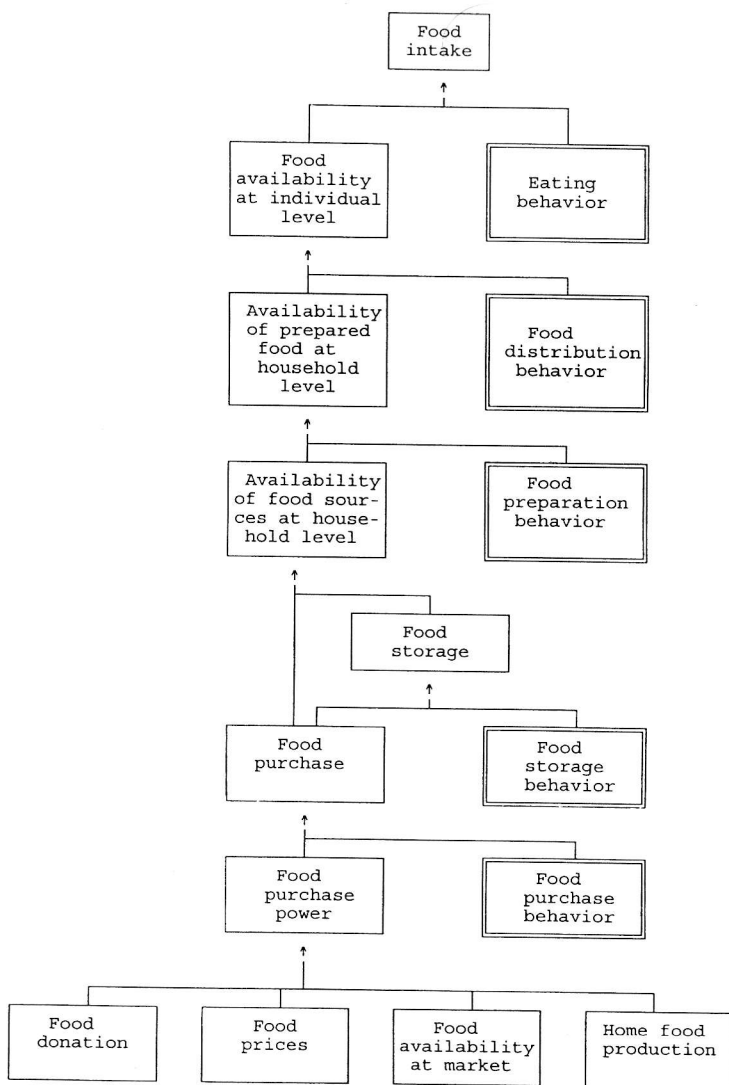 Food
intake
Food
availability
at individual
level
Eating
behavior
Availability
of prepared
food at
household
level
Food
distribution
behavior
Availability
of food sour-
ces at house-
hold level
Food
preparation
behavior
Food
storage
Food
purchase
Food
storage
behavior
Food
purchase
power
Food
purchase
behavior
Food
donation
Food
prices
Food
availability
at market
Home food
production